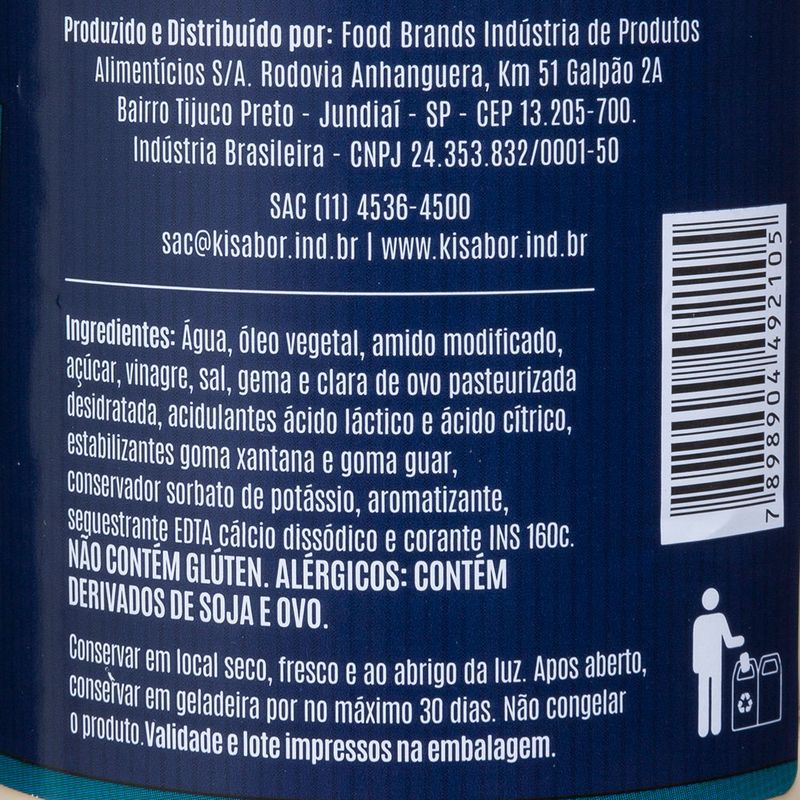 Produzido e Distribuído por: Food Brands Indústria de Produtos
Alimentícios S/A. Rodovia Anhanguera, Km 51 Galpão 2A
Bairro Tijuco Preto - Jundiaí - SP - CEP 13.205-700.
Indústria Brasileira - CNPJ 24.353.832/0001-50
SAC (11) 4536-4500
sac@kisabor.ind.br | www.kisabor.ind.br
Ingredientes: Água, óleo vegetal, amido modificado,
açúcar, vinagre, sal, gema e clara de ovo pasteurizada
desidratada, acidulantes ácido láctico e ácido cítrico,
estabilizantes goma xantana e goma guar,
conservador sorbato de potássio, aromatizante,
sequestrante EDTA cálcio dissódico e corante INS 160c.
NÃO CONTÉM GLÚTEN. ALÉRGICOS: CONTÉM
DERIVADOS DE SOJA E OVO.
Conservar em local seco, fresco e ao abrigo da luz. Apos aberto,
conservar em geladeira por no máximo 30 dias. Não congelar
o produto.Validade e lote impressos na embalagem.
7898904492105